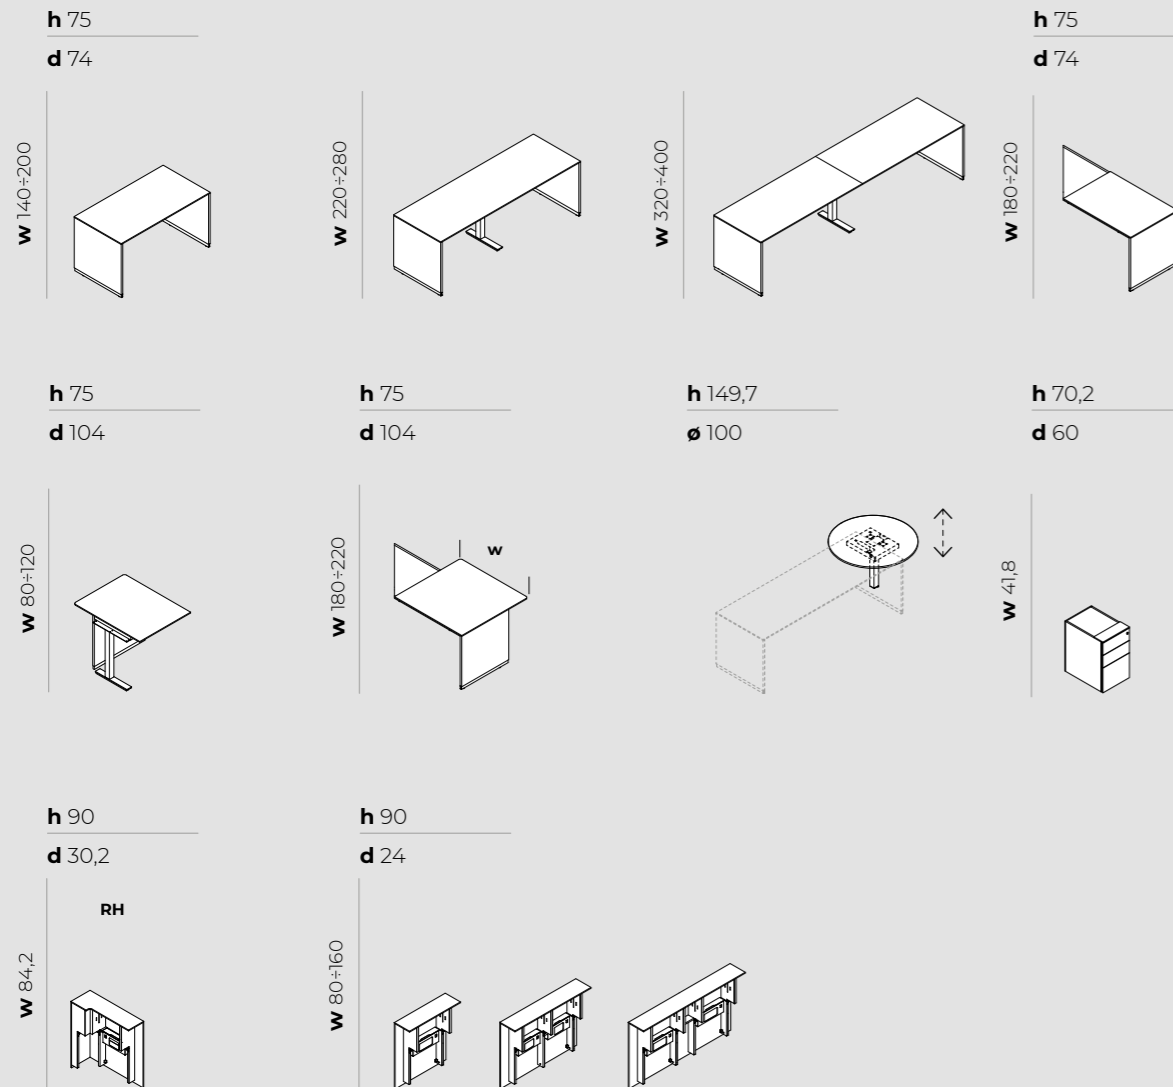 h 75
d 74
W 140÷200
W 220÷280
W 320÷400
h 75
d 74
W 180÷220
h 75
d 104
W 80÷120
h 75
d 104
W 180÷220
w
h 149,7
ø 100
h 70,2
d 60
W 41,8
h 90
d 30,2
W 84,2
RH
h 90
d 24
W 80÷160